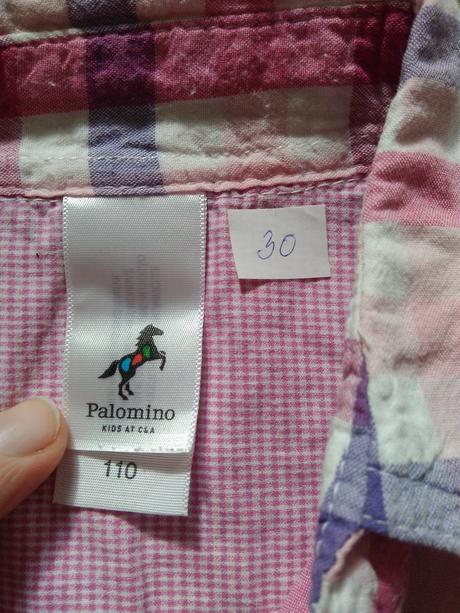 30
Palomino
KIDS AT C&A
110